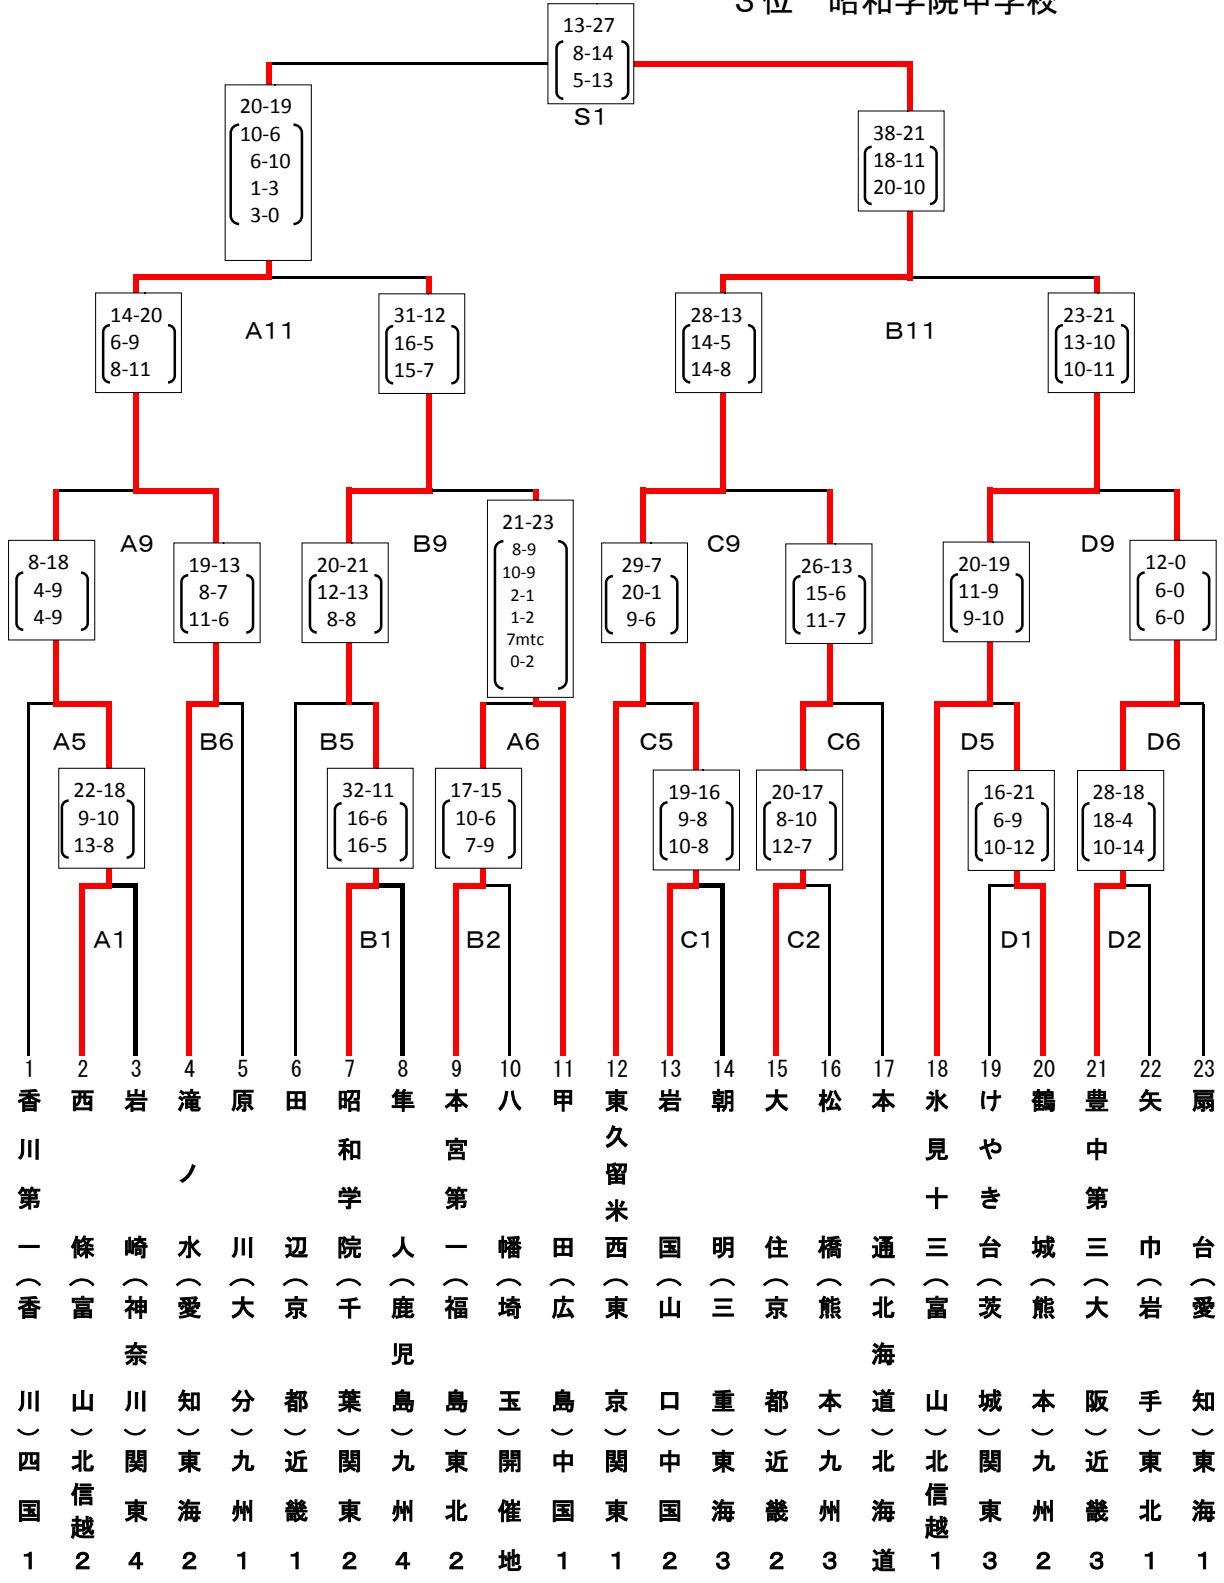 3位 昭和学院中学校
13-27
8-14
5-13
S1
20-19
10-6
6-10
1-3
3-0
38-21
18-11
20-10
14-20
6-9
8-11
A11
31-12
16-5
15-7
28-13
14-5
14-8
B11
23-21
13-10
10-11
8-18
4-9
4-9
A9
19-13
8-7
11-6
20-21
12-13
8-8
B9
21-23
8-9
10-9
2-1
1-2
7mtc
0-2
29-7
20-1
9-6
C9
26-13
15-6
11-7
20-19
11-9
9-10
D9
12-0
6-0
6-0
A5
B6
B5
A6
C5
C6
D5
D6
22-18
9-10
13-8
32-11
16-6
16-5
17-15
10-6
7-9
19-16
9-8
10-8
20-17
8-10
12-7
16-21
6-9
10-12
28-18
18-4
10-14
A1
B1
B2
C1
C2
D1
D2
1 香川第一(香川)四国1
2 西條(富山)北信越2
3 岩崎(神奈川)関東4
4 滝ノ水(愛知)東海2
5 原川(大分)九州1
6 田辺(京都)近畿1
7 昭和学院(千葉)関東2
8 隼人(鹿児島)九州4
9 本宮第一(福島)東北2
10 八幡(埼玉)開催地
11 甲田(広島)中国1
12 東久留米西(東京)関東1
13 岩国(山口)中国2
14 朝明(三重)東海3
15 大住(京都)近畿2
16 松橋(熊本)九州3
17 本通(北海道)北海道
18 氷見十三(富山)北信越1
19 けやき台(茨城)関東3
20 鶴城(熊本)九州2
21 豊中第三(大阪)近畿3
22 矢巾(岩手)東北1
23 扇台(愛知)東海1